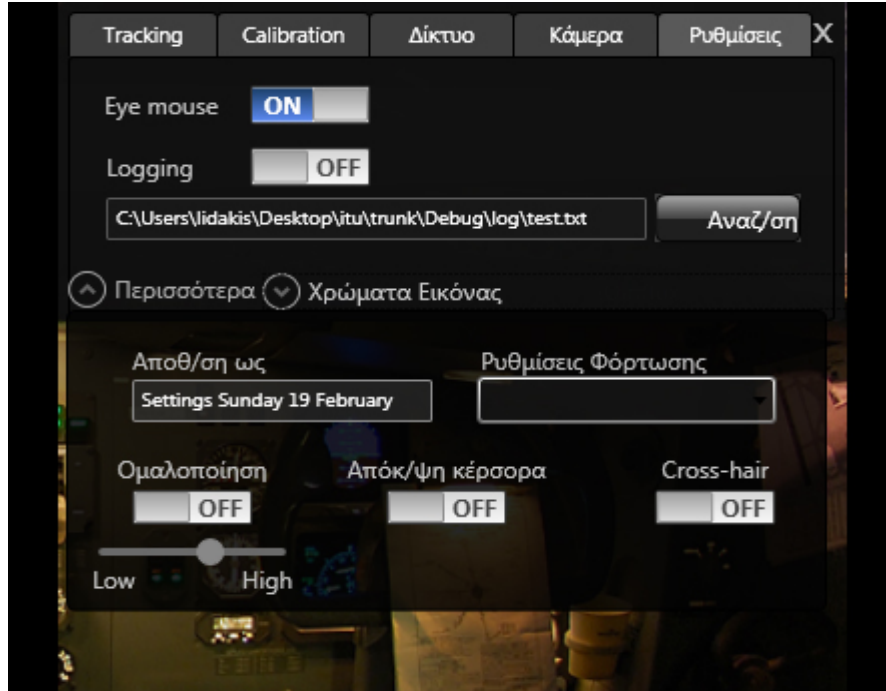 Tracking Calibration Δίκτυο Κάμερα Ρυθμίσεις X
Eye mouse ON
Logging OFF
C:\Users\lidakis\Desktop\itu\trunk\Debug\log\test.txt Αναζ/ση
Περισσότερα Χρώματα Εικόνας
Αποθ/ση ως Ρυθμίσεις Φόρτωσης
Settings Sunday 19 February
Ομαλοποίηση Απόκ/ψη κέρσορα Cross-hair
OFF OFF OFF
Low High